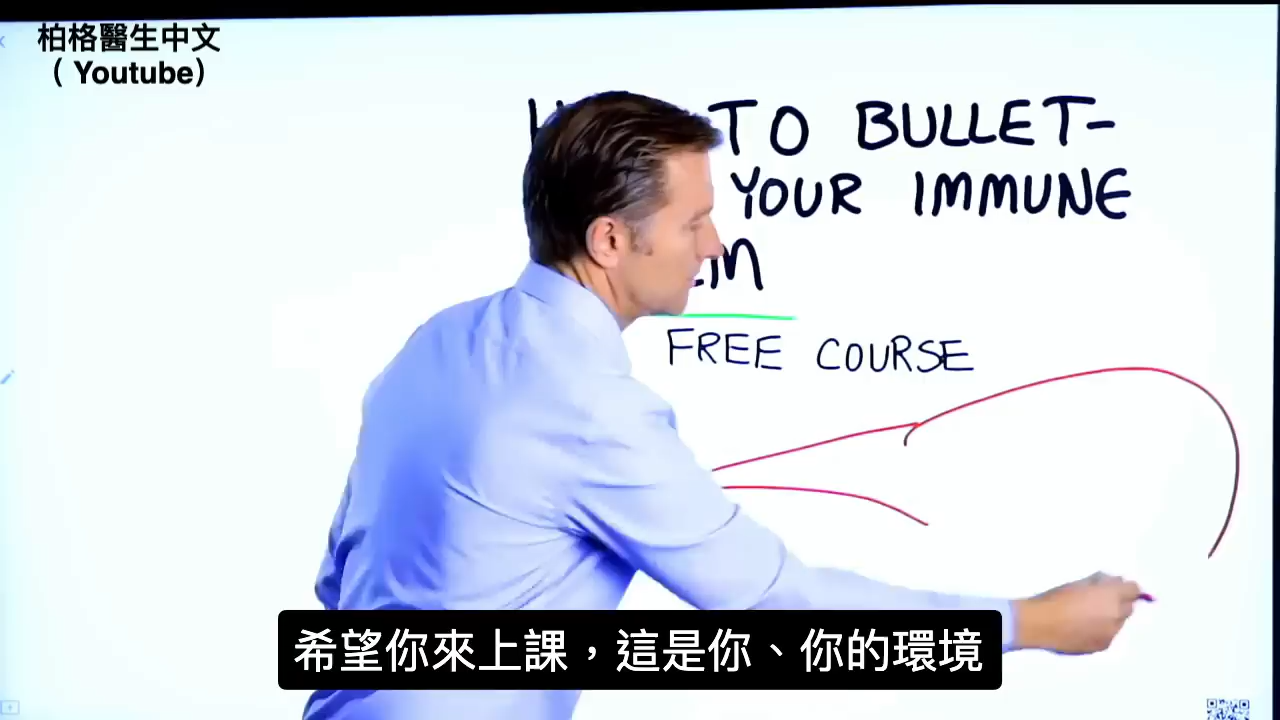 柏格醫生中文
（ Youtube）
TO BULLET-
YOUR IMMUNE
FREE COURSE
希望你來上課，這是你、你的環境